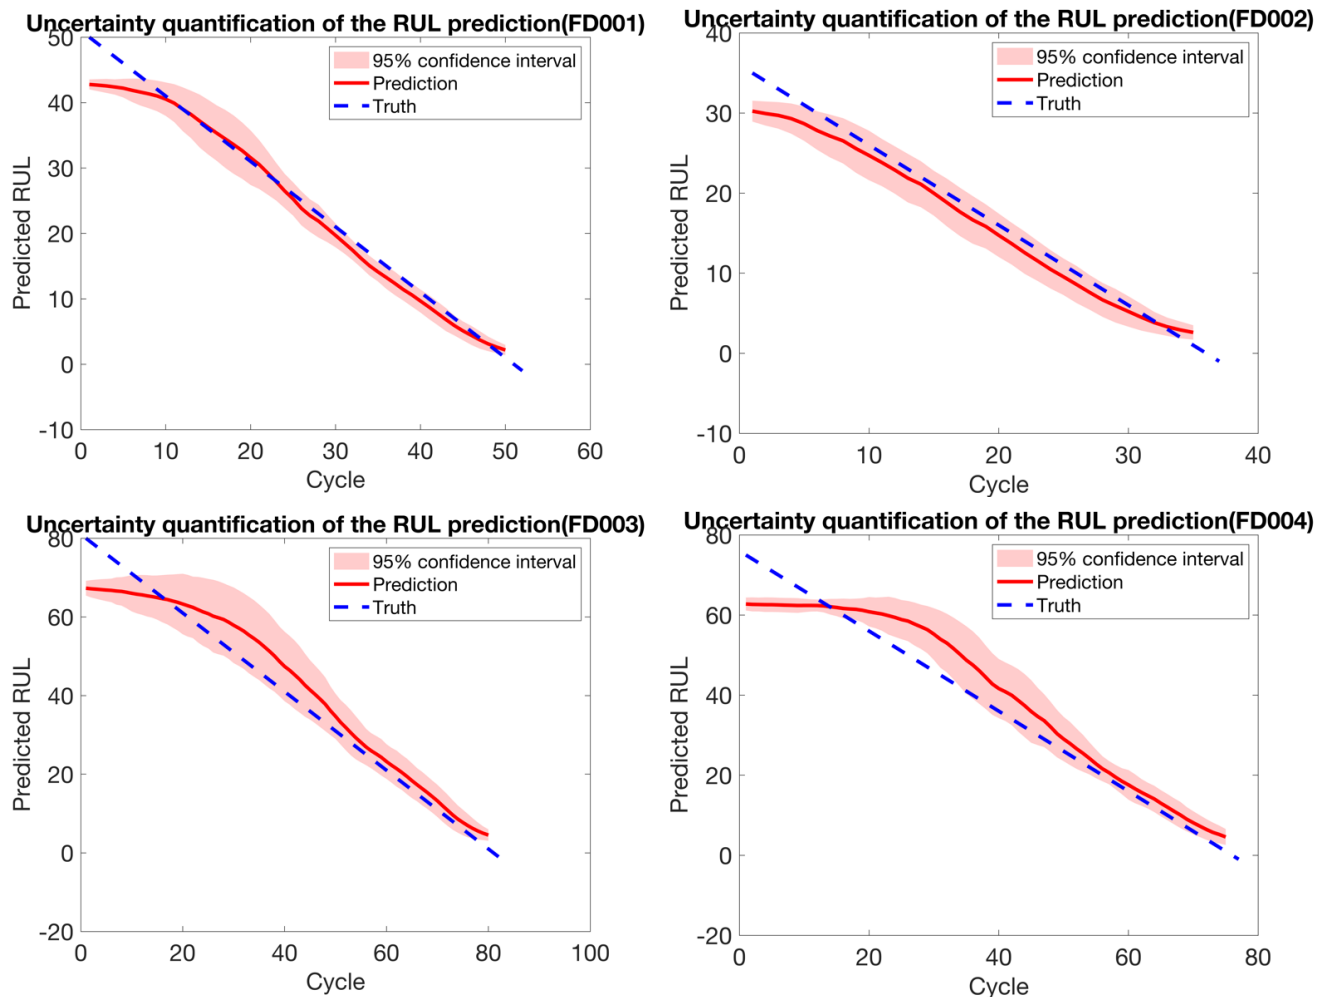 Uncertainty quantification of the RUL prediction(FD001)
50
40
30
20
10
0
-10
Predicted RUL
95% confidence interval
Prediction
Truth
0
10
20
30
40
50
60
Cycle
Uncertainty quantification of the RUL prediction(FD002)
40
30
20
10
0
-10
Predicted RUL
95% confidence interval
Prediction
Truth
0
10
20
30
40
Cycle
Uncertainty quantification of the RUL prediction(FD003)
80
60
40
20
0
-20
Predicted RUL
95% confidence interval
Prediction
Truth
0
20
40
60
80
100
Cycle
Uncertainty quantification of the RUL prediction(FD004)
80
60
40
20
0
-20
Predicted RUL
95% confidence interval
Prediction
Truth
0
20
40
60
80
Cycle